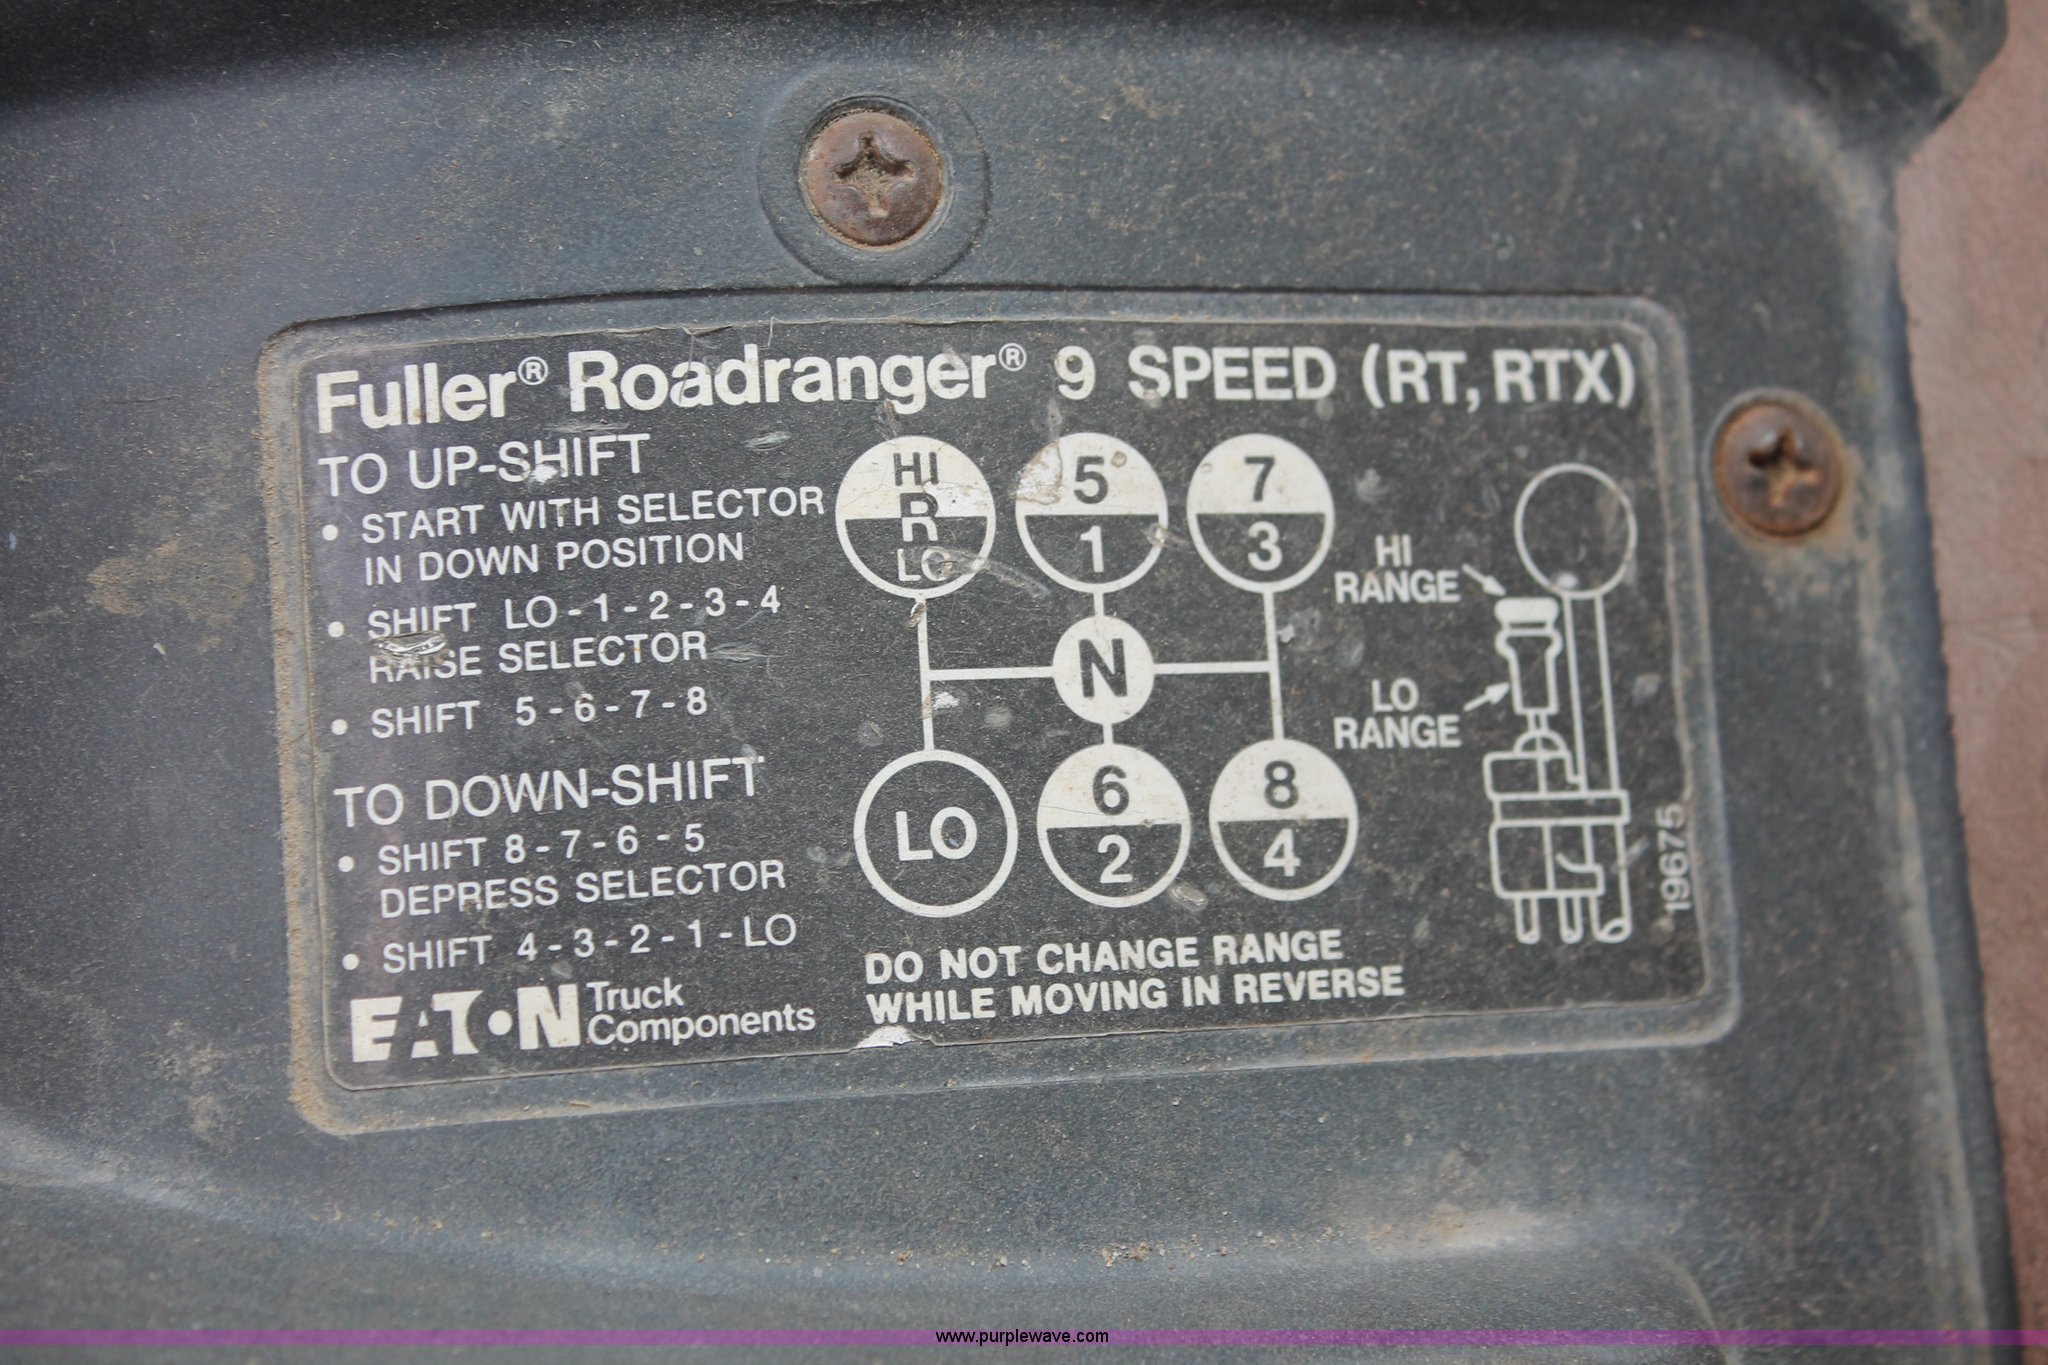 Fuller® Roadranger® 9 SPEED (RT, RTX)
TO UP-SHIFT
• START WITH SELECTOR
IN DOWN POSITION
• SHIFT LO-1-2-3-4
RAISE SELECTOR
• SHIFT 5-6-7-8
TO DOWN-SHIFT
• SHIFT 8-7-6-5
DEPRESS SELECTOR
• SHIFT 4-3-2-1-LO
EATON Truck
Components
HI
R
LO
5
1
7
3
N
LO
6
2
8
4
HI
RANGE
LO
RANGE
DO NOT CHANGE RANGE
WHILE MOVING IN REVERSE
19675
www.purplewave.com